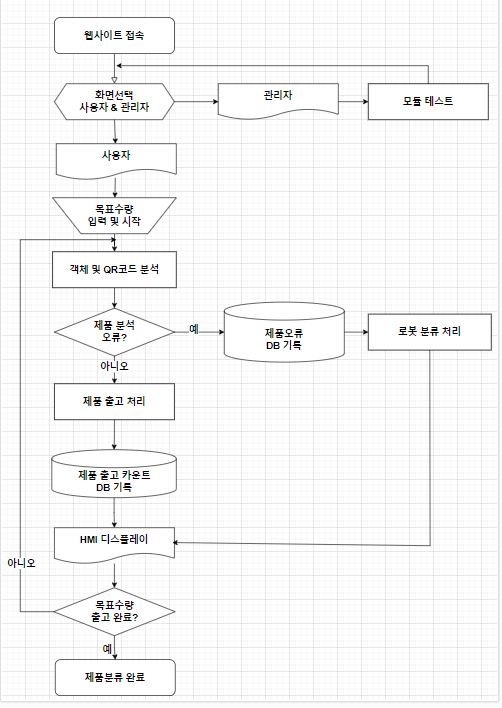 웹사이트 접속
화면선택
사용자 & 관리자
관리자
모듈 테스트
사용자
목표수량
입력 및 시작
객체 및 QR코드 분석
제품 분석
오류?
예
제품오류
DB 기록
로봇 분류 처리
아니오
제품 출고 처리
제품 출고 카운트
DB 기록
HMI 디스플레이
아니오
목표수량
출고 완료?
예
제품분류 완료